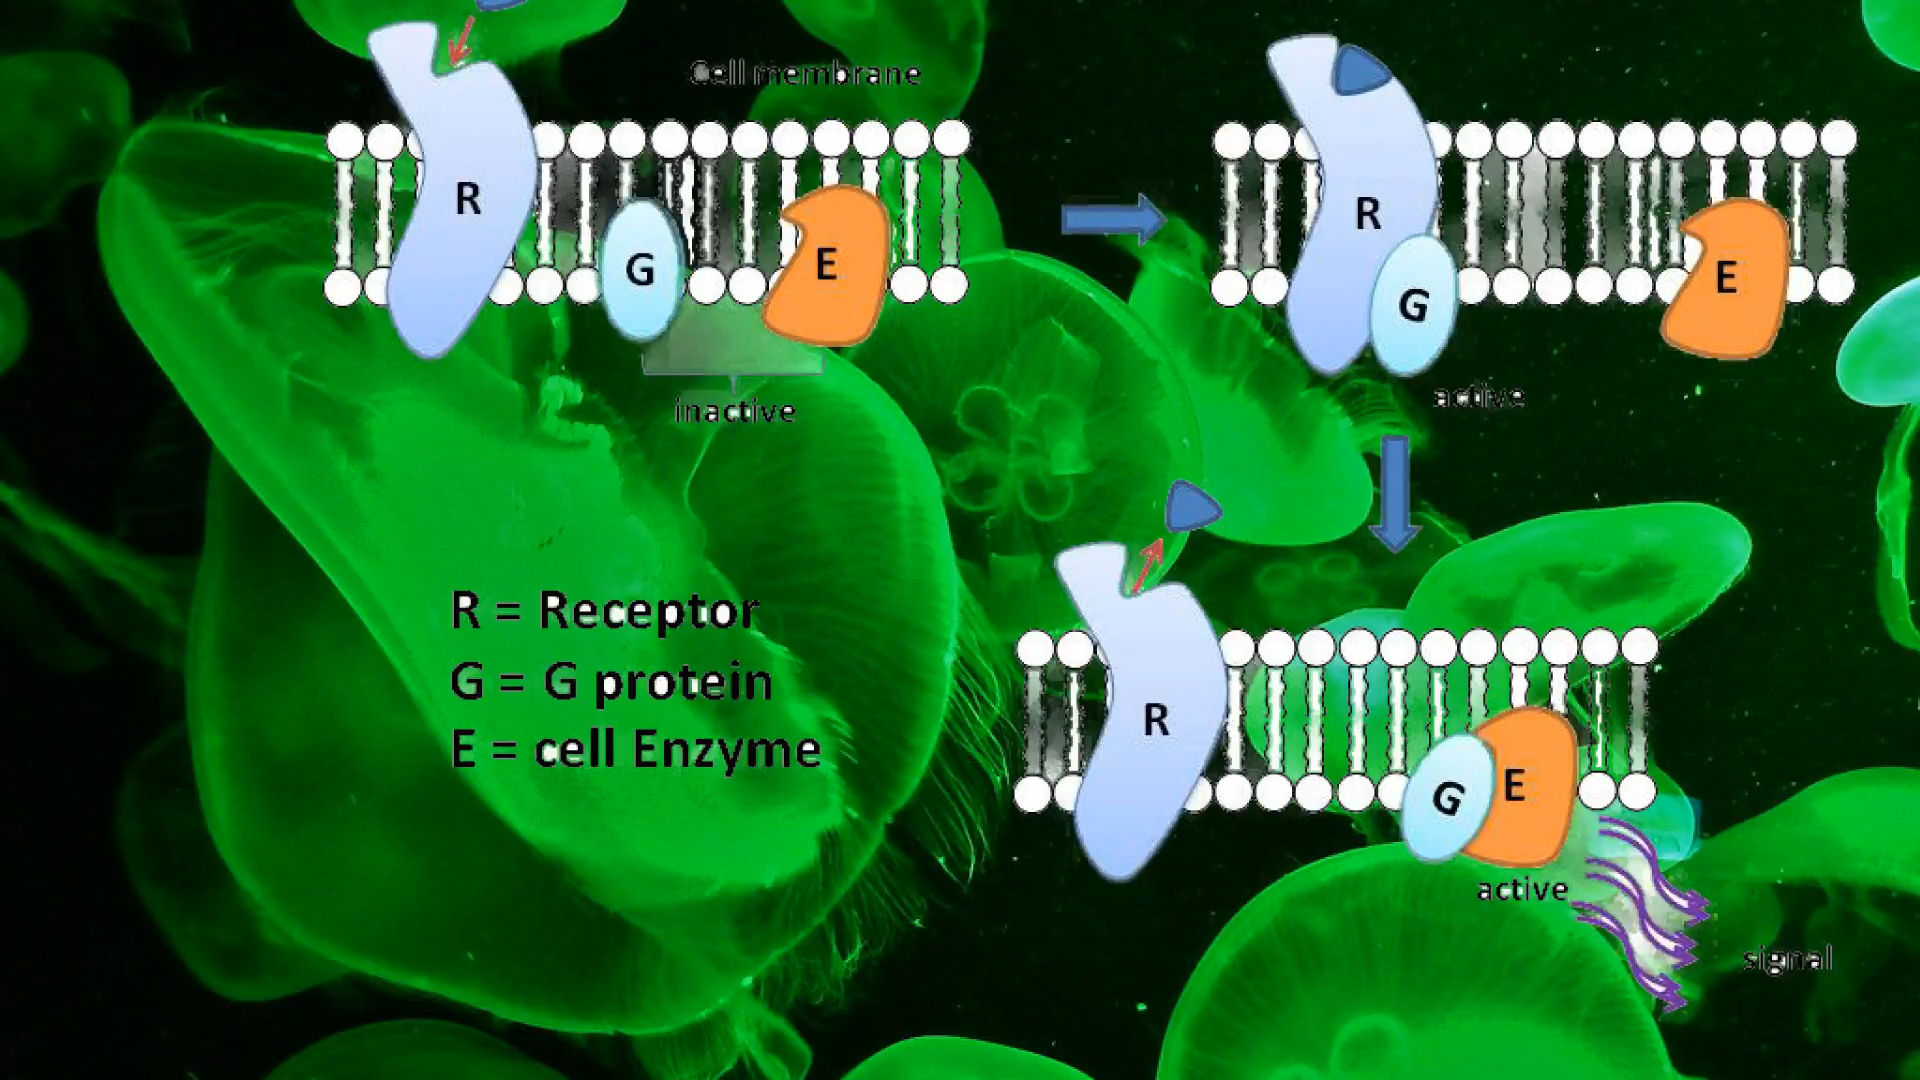 Cell membrane
R
G
E
inactive
R
G
E
active
R = Receptor
G = G protein
E = cell Enzyme
R
G
E
active
signal